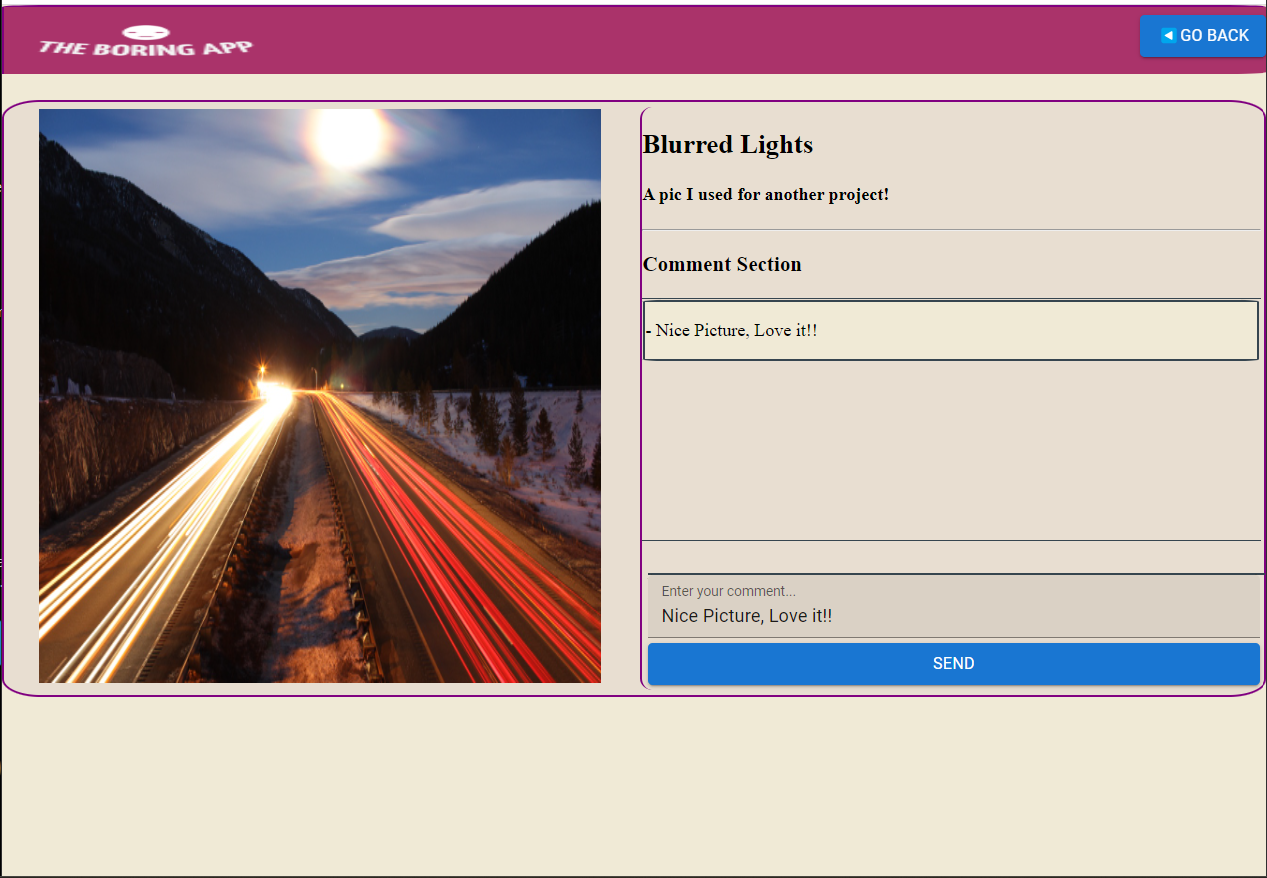 THE BORING APP
GO BACK
Blurred Lights
A pic I used for another project!
Comment Section
- Nice Picture, Love it!!
Enter your comment...
Nice Picture, Love it!!
SEND